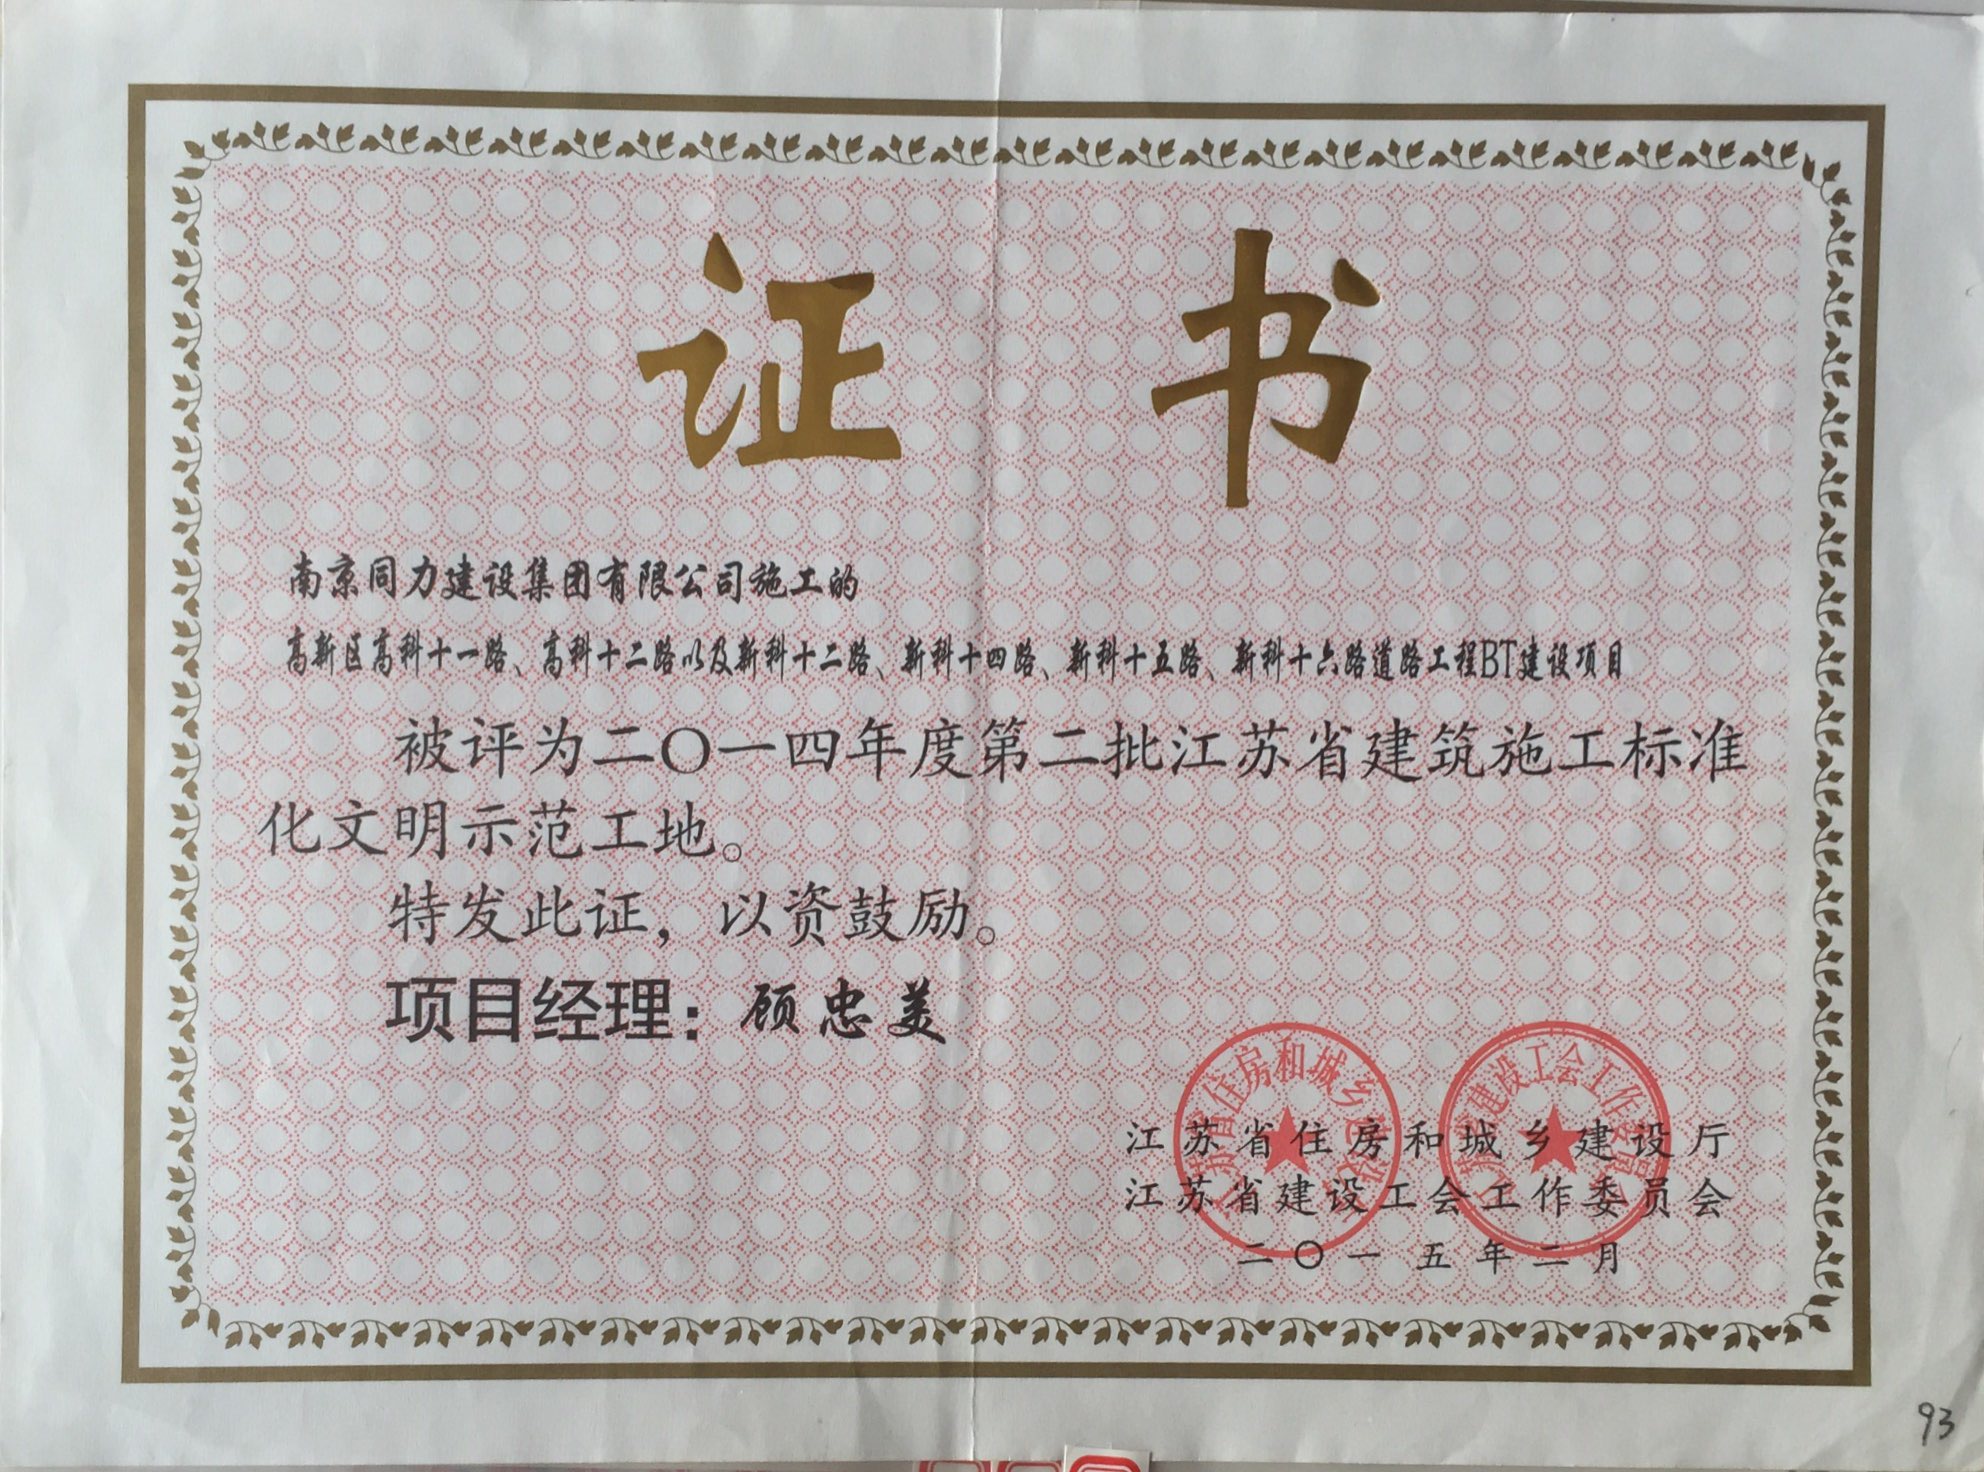 证书
南京同力建设集团有限公司施工的
高新区高科十一路、高科十二路以及新科十二路、新科十四路、新科十五路、新科十六路道路工程BT建设项目
被评为二〇一四年度第二批江苏省建筑施工标准
化文明示范工地。
特发此证，以资鼓励。
项目经理：顾忠美
江苏省住房和城乡建设厅
江苏省建设工会工作委员会
二〇一五年二月
93